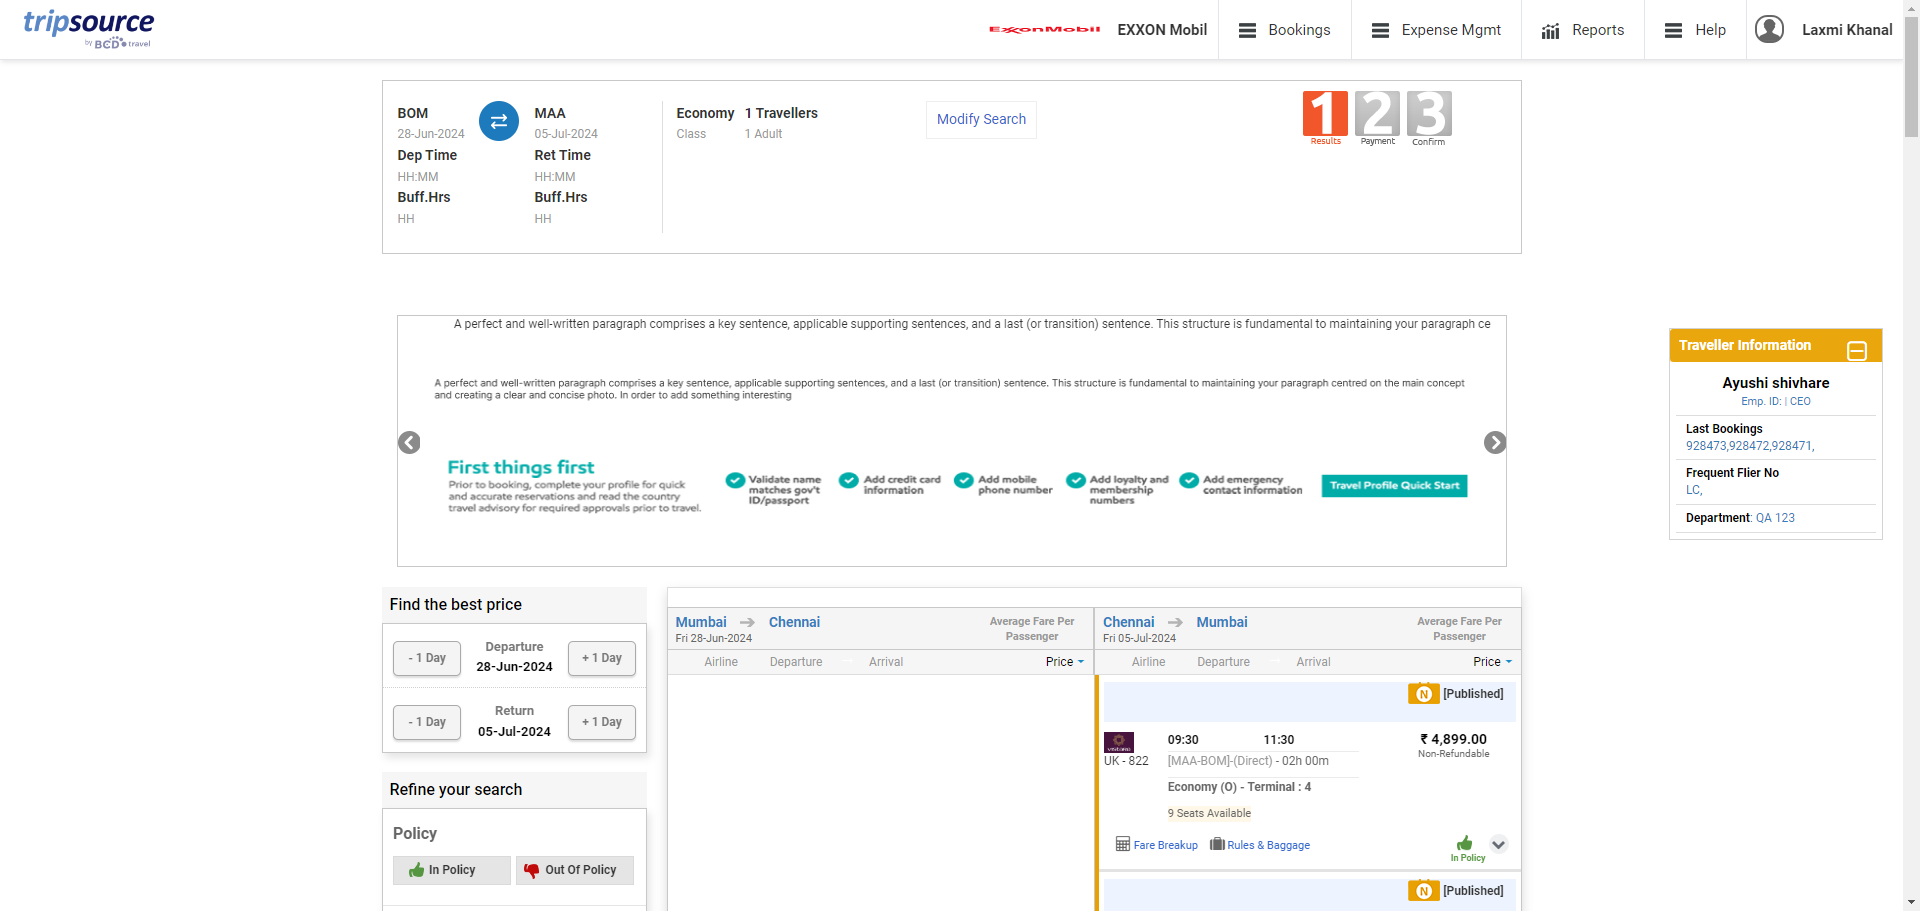 tripsource
by BCD travel
ExxonMobil
EXXON Mobil
Bookings
Expense Mgmt
Reports
Help
Laxmi Khanal
BOM
28-Jun-2024
Dep Time
HH:MM
Buff.Hrs
HH
MAA
05-Jul-2024
Ret Time
HH:MM
Buff.Hrs
HH
Economy
Class
1 Travellers
1 Adult
Modify Search
1
Results
2
Payment
3
Confirm
A perfect and well-written paragraph comprises a key sentence, applicable supporting sentences, and a last (or transition) sentence. This structure is fundamental to maintaining your paragraph ce
A perfect and well-written paragraph comprises a key sentence, applicable supporting sentences, and a last (or transition) sentence. This structure is fundamental to maintaining your paragraph centred on the main concept
and creating a clear and concise photo. In order to add something interesting
First things first
Prior to booking, complete your profile for quick
and accurate reservations and read the country
travel advisory for required approvals prior to travel.
Validate name
matches gov't
ID/passport
Add credit card
information
Add mobile
phone number
Add loyalty and
membership
numbers
Add emergency
contact information
Travel Profile Quick Start
Traveller Information
Ayushi shivhare
Emp. ID: | CEO
Last Bookings
928473,928472,928471,
Frequent Flier No
LC,
Department: QA 123
Find the best price
- 1 Day
Departure
28-Jun-2024
+ 1 Day
- 1 Day
Return
05-Jul-2024
+ 1 Day
Refine your search
Policy
In Policy
Out Of Policy
Mumbai
Chennai
Fri 28-Jun-2024
Average Fare Per
Passenger
Airline
Departure
Arrival
Price
Chennai
Mumbai
Fri 05-Jul-2024
Average Fare Per
Passenger
Airline
Departure
Arrival
Price
N
[Published]
vistara
UK - 822
09:30
11:30
[MAA-BOM]-(Direct) - 02h 00m
Economy (O) - Terminal : 4
9 Seats Available
₹ 4,899.00
Non-Refundable
Fare Breakup
Rules & Baggage
In Policy
N
[Published]